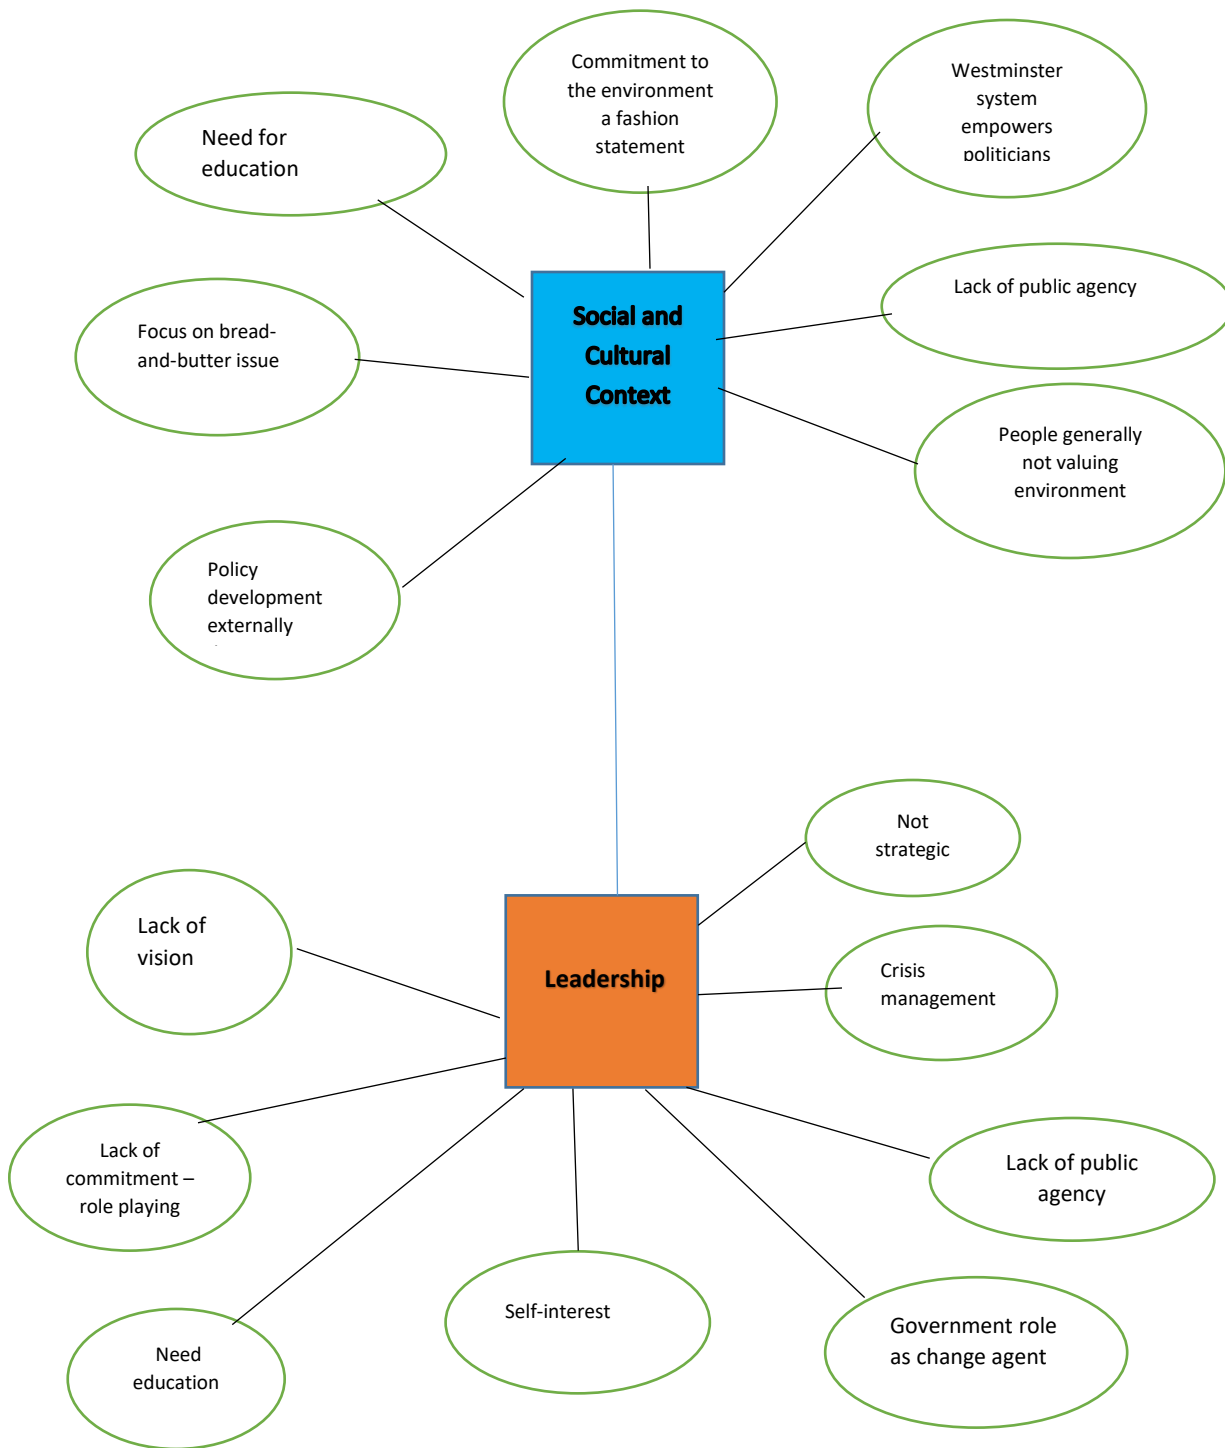 Commitment to
the environment
a fashion
statement
Westminster
system
empowers
politicians
Need for
education
Lack of public agency
Social and
Cultural
Context
Focus on bread-
and-butter issue
People generally
not valuing
environment
Policy
development
externally
Not
strategic
Lack of
vision
Leadership
Crisis
management
Lack of
commitment –
role playing
Lack of public
agency
Self-interest
Government role
as change agent
Need
education